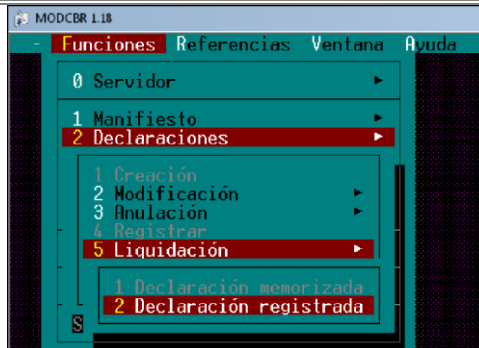 MODCBR 1.18
- Funciones Referencias Ventana Ayuda
0 Servidor
1 Manifiesto
2 Declaraciones
1 Creación
2 Modificación
3 Anulación
4 Registrar
5 Liquidación
1 Declaración memorizada
2 Declaración registrada
S